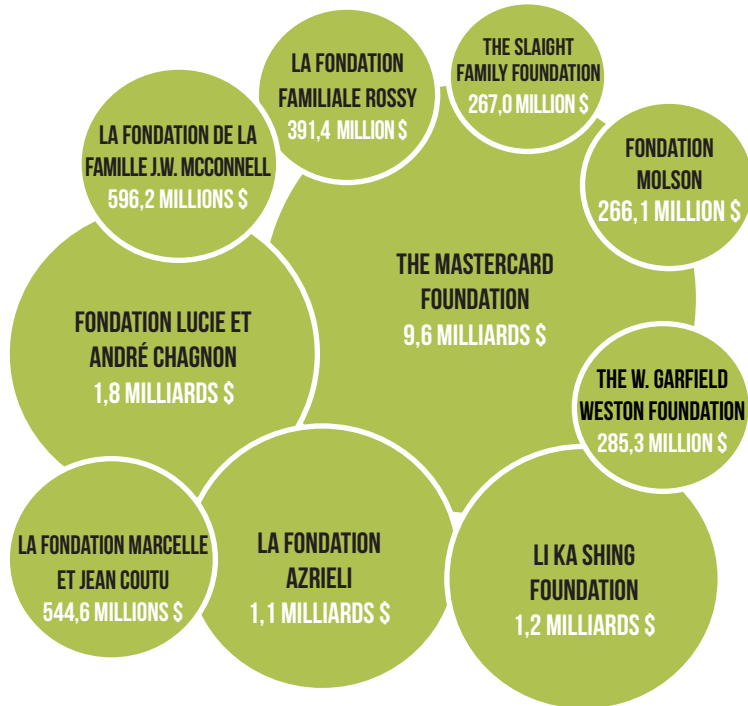 THE SLAIGHT
FAMILY FOUNDATION
267,0 MILLION $
LA FONDATION
FAMILIALE ROSSY
391,4 MILLION $
LA FONDATION DE LA
FAMILLE J.W. MCCONNELL
596,2 MILLIONS $
FONDATION
MOLSON
266,1 MILLION $
THE MASTERCARD
FOUNDATION
9,6 MILLIARDS $
FONDATION LUCIE ET
ANDRÉ CHAGNON
1,8 MILLIARDS $
THE W. GARFIELD
WESTON FOUNDATION
285,3 MILLION $
LA FONDATION MARCELLE
ET JEAN COUTU
544,6 MILLIONS $
LA FONDATION
AZRIELI
1,1 MILLIARDS $
LI KA SHING
FOUNDATION
1,2 MILLIARDS $